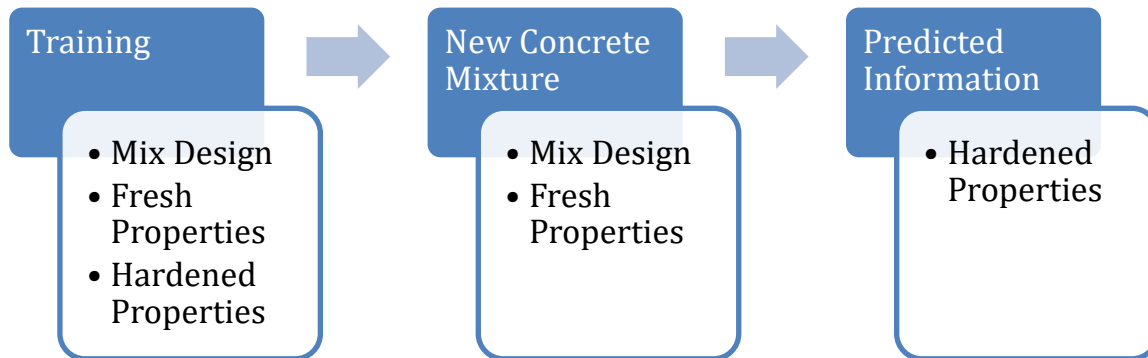 Training
• Mix Design
• Fresh
Properties
• Hardened
Properties
New Concrete
Mixture
• Mix Design
• Fresh
Properties
Predicted
Information
• Hardened
Properties